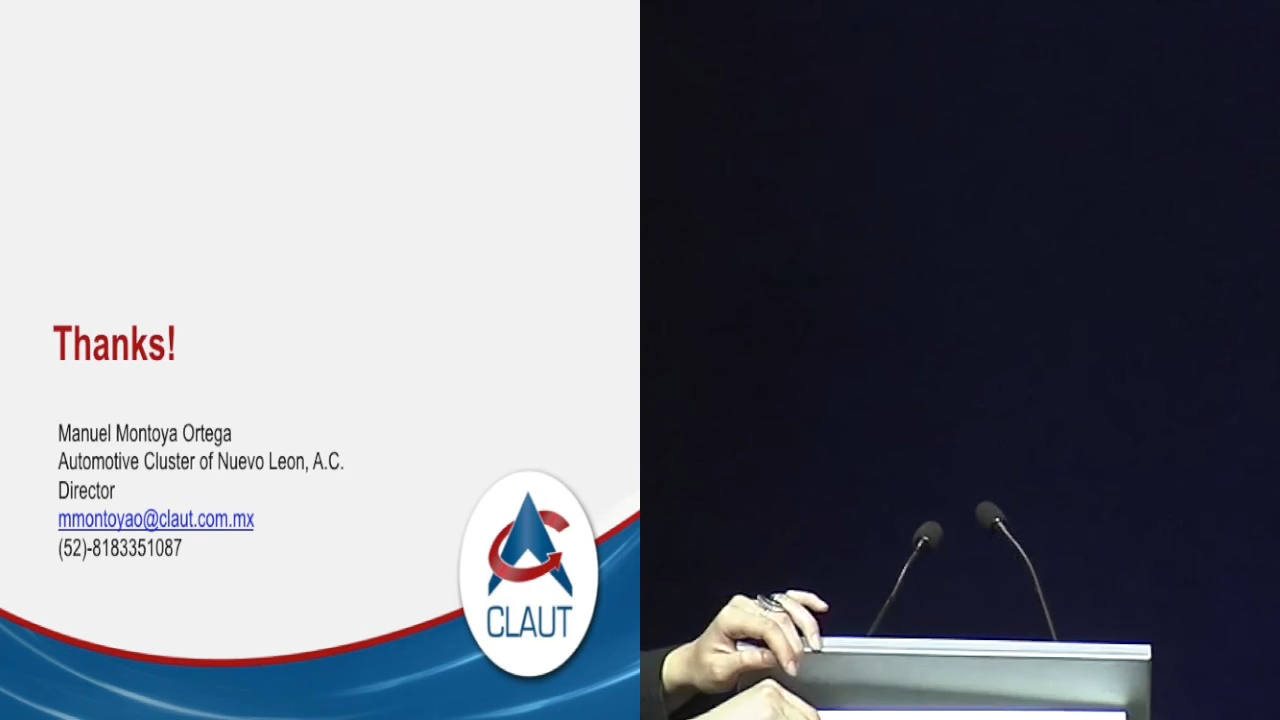 Thanks!
Manuel Montoya Ortega
Automotive Cluster of Nuevo Leon, A.C.
Director
mmontoyao@claut.com.mx
(52)-8183351087
CLAUT